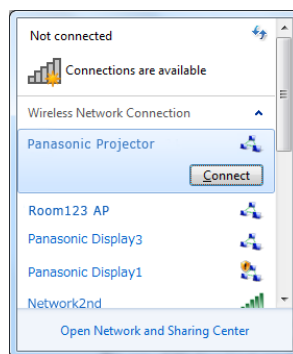 Not connected
Connections are available
Wireless Network Connection
Panasonic Projector
Connect
Room123 AP
Panasonic Display3
Panasonic Display1
Network2nd
Open Network and Sharing Center